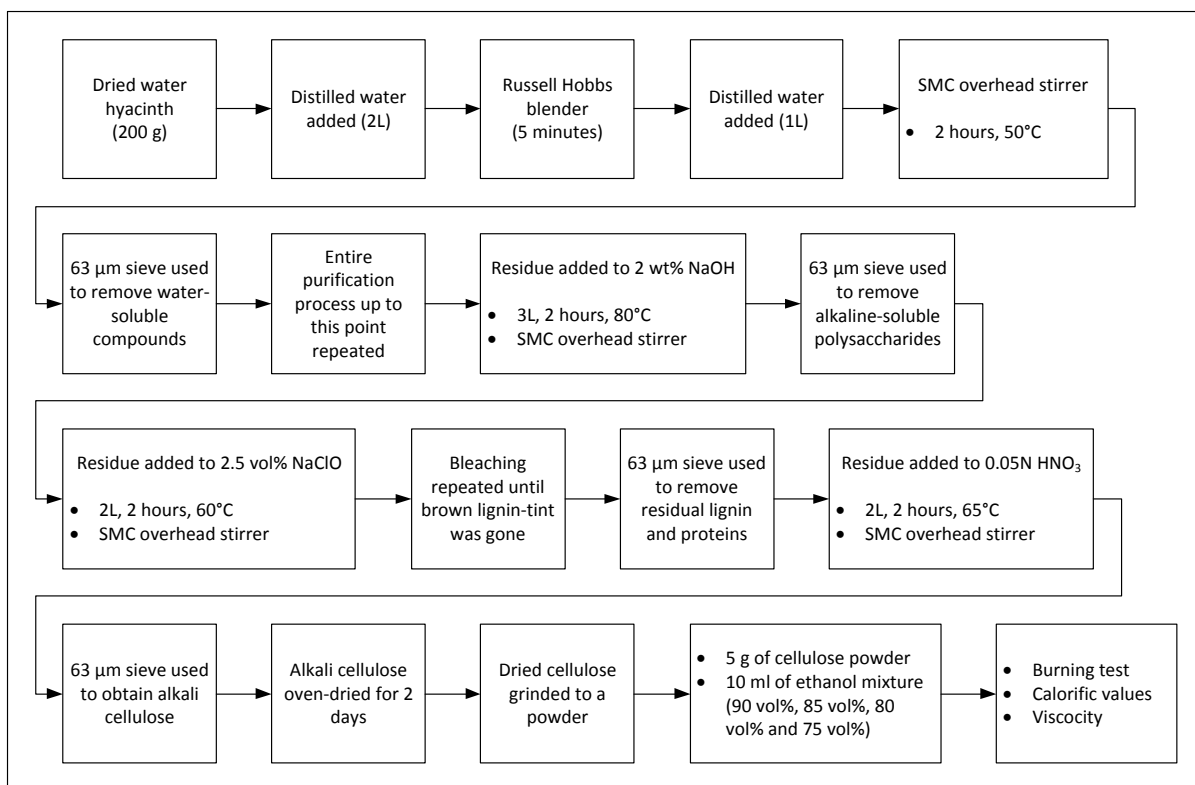 Dried water
hyacinth
(200 g)
Distilled water
added (2L)
Russell Hobbs
blender
(5 minutes)
Distilled water
added (1L)
SMC overhead stirrer
• 2 hours, 50°C
63 µm sieve used
to remove water-
soluble
compounds
Entire
purification
process up to
this point
repeated
Residue added to 2 wt% NaOH
• 3L, 2 hours, 80°C
• SMC overhead stirrer
63 µm sieve
used to remove
alkaline-soluble
polysaccharides
Residue added to 2.5 vol% NaClO
• 2L, 2 hours, 60°C
• SMC overhead stirrer
Bleaching
repeated until
brown lignin-tint
was gone
63 µm sieve used
to remove
residual lignin
and proteins
Residue added to 0.05N HNO₃
• 2L, 2 hours, 65°C
• SMC overhead stirrer
63 µm sieve used
to obtain alkali
cellulose
Alkali cellulose
oven-dried for 2
days
Dried cellulose
grinded to a
powder
• 5 g of cellulose powder
• 10 ml of ethanol mixture
(90 vol%, 85 vol%, 80
vol% and 75 vol%)
• Burning test
• Calorific values
• Viscocity